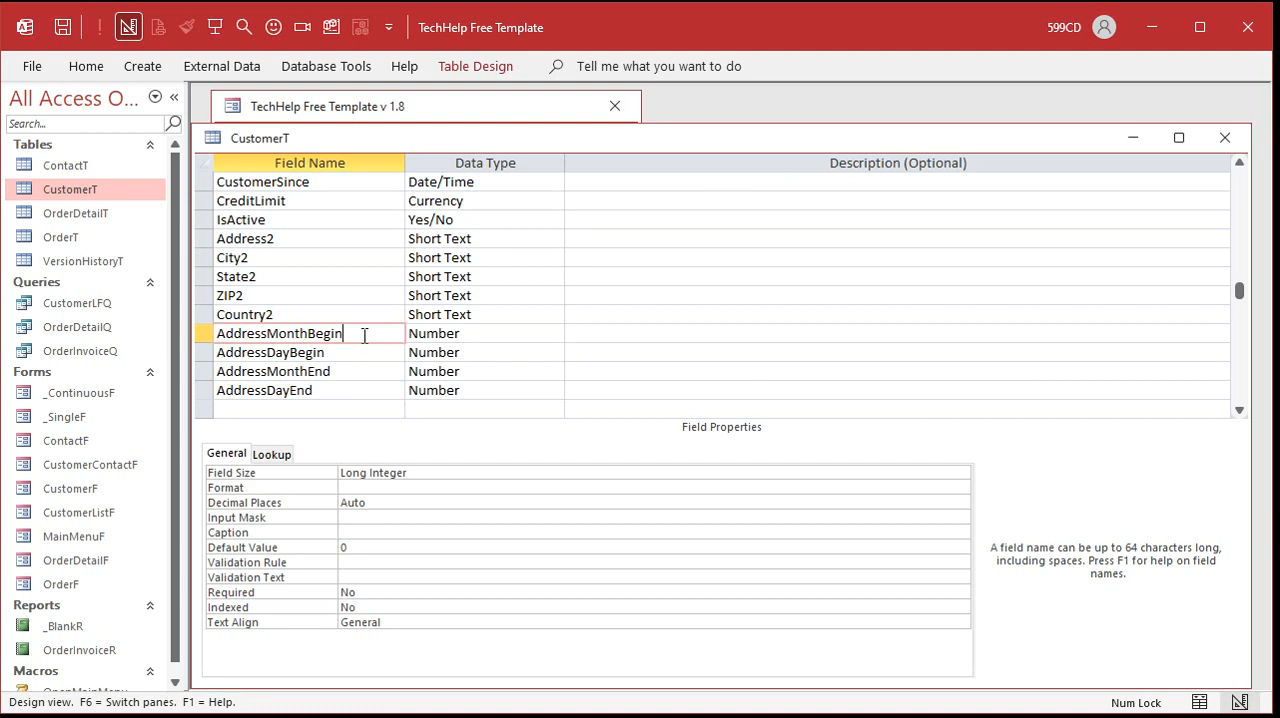 TechHelp Free Template
599CD
File Home Create External Data Database Tools Help Table Design Tell me what you want to do
All Access O...
Search...
Tables
ContactT
CustomerT
OrderDetailT
OrderT
VersionHistoryT
Queries
CustomerLFQ
OrderDetailQ
OrderInvoiceQ
Forms
_ContinuousF
_SingleF
ContactF
CustomerContactF
CustomerF
CustomerListF
MainMenuF
OrderDetailF
OrderF
Reports
_BlankR
OrderInvoiceR
Macros
OpenMainMenu
TechHelp Free Template v 1.8
CustomerT
Field Name Data Type Description (Optional)
CustomerSince Date/Time
CreditLimit Currency
IsActive Yes/No
Address2 Short Text
City2 Short Text
State2 Short Text
ZIP2 Short Text
Country2 Short Text
AddressMonthBegin Number
AddressDayBegin Number
AddressMonthEnd Number
AddressDayEnd Number
Field Properties
General Lookup
Field Size Long Integer
Format
Decimal Places Auto
Input Mask
Caption
Default Value 0
Validation Rule
Validation Text
Required No
Indexed No
Text Align General
A field name can be up to 64 characters long,
including spaces. Press F1 for help on field
names.
Design view. F6 = Switch panes. F1 = Help.
Num Lock